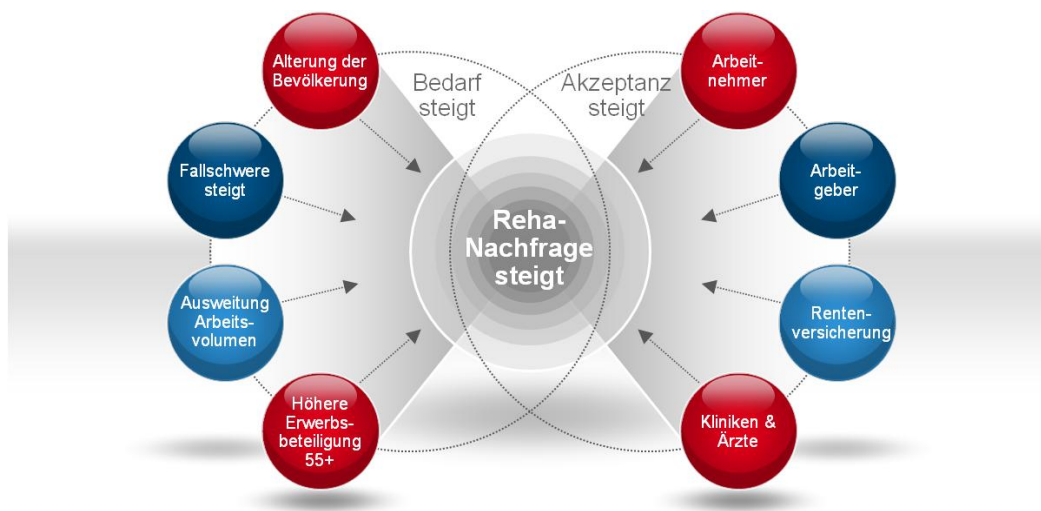 Alterung der
Bevölkerung
Fallschwere
steigt
Ausweitung
Arbeits-
volumen
Höhere
Erwerbs-
beteiligung
55+
Bedarf
steigt
Reha-
Nachfrage
steigt
Akzeptanz
steigt
Arbeit-
nehmer
Arbeit-
geber
Renten-
versicherung
Kliniken &
Ärzte